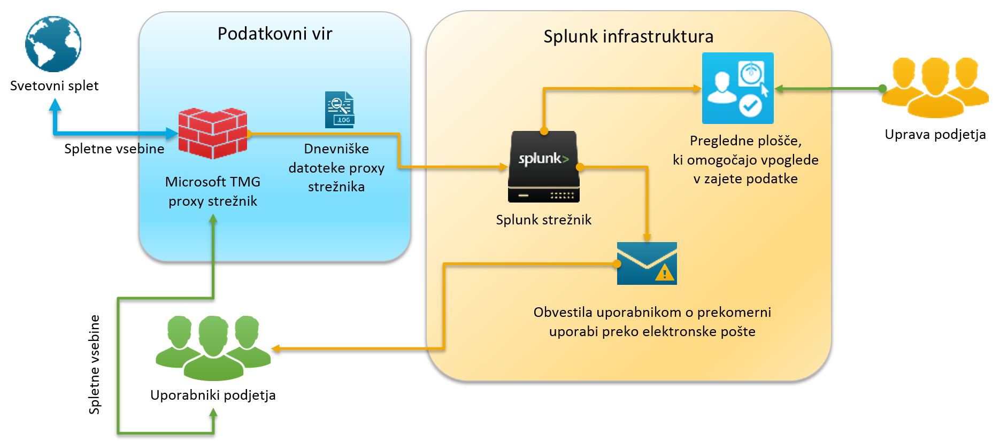 Podatkovni vir
Splunk infrastruktura
Svetovni splet
Spletne vsebine
.LOG
Microsoft TMG
proxy strežnik
Dnevniške
datoteke proxy
strežnika
splunk>
Splunk strežnik
Pregledne plošče,
ki omogočajo vpoglede
v zajete podatke
Uprava podjetja
Obvestila uporabnikom o prekomerni
uporabi preko elektronske pošte
Spletne vsebine
Uporabniki podjetja